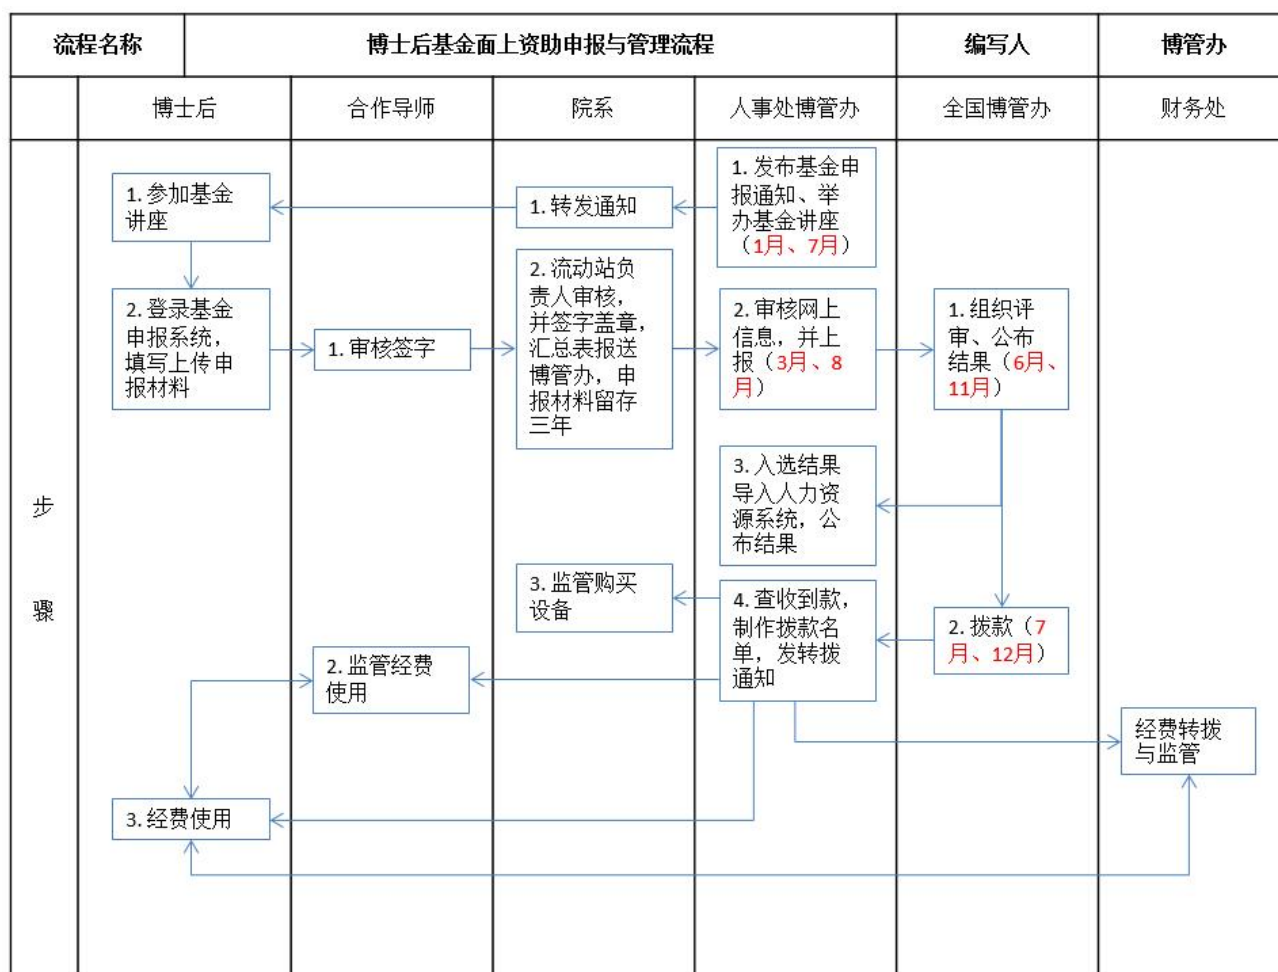 流程名称
博士后基金面上资助申报与管理流程
编写人
博管办
博士后
合作导师
院系
人事处博管办
全国博管办
财务处
步
骤
1. 发布基金申
报通知、举
办基金讲座
（1月、7月）
1. 转发通知
1. 参加基金
讲座
2. 登录基金
申报系统，
填写上传申
报材料
1. 审核签字
2. 流动站负
责人审核，
并签字盖章，
汇总表报送
博管办，申
报材料留存
三年
2. 审核网上
信息，并上
报（3月、8
月）
1. 组织评
审、公布
结果（6月、
11月）
3. 入选结果
导入人力资
源系统，公
布结果
2. 拨款（7
月、12月）
4. 查收到款，
制作拨款名
单，发转拨
通知
3. 监管购买
设备
2. 监管经费
使用
经费转拨
与监管
3. 经费使用